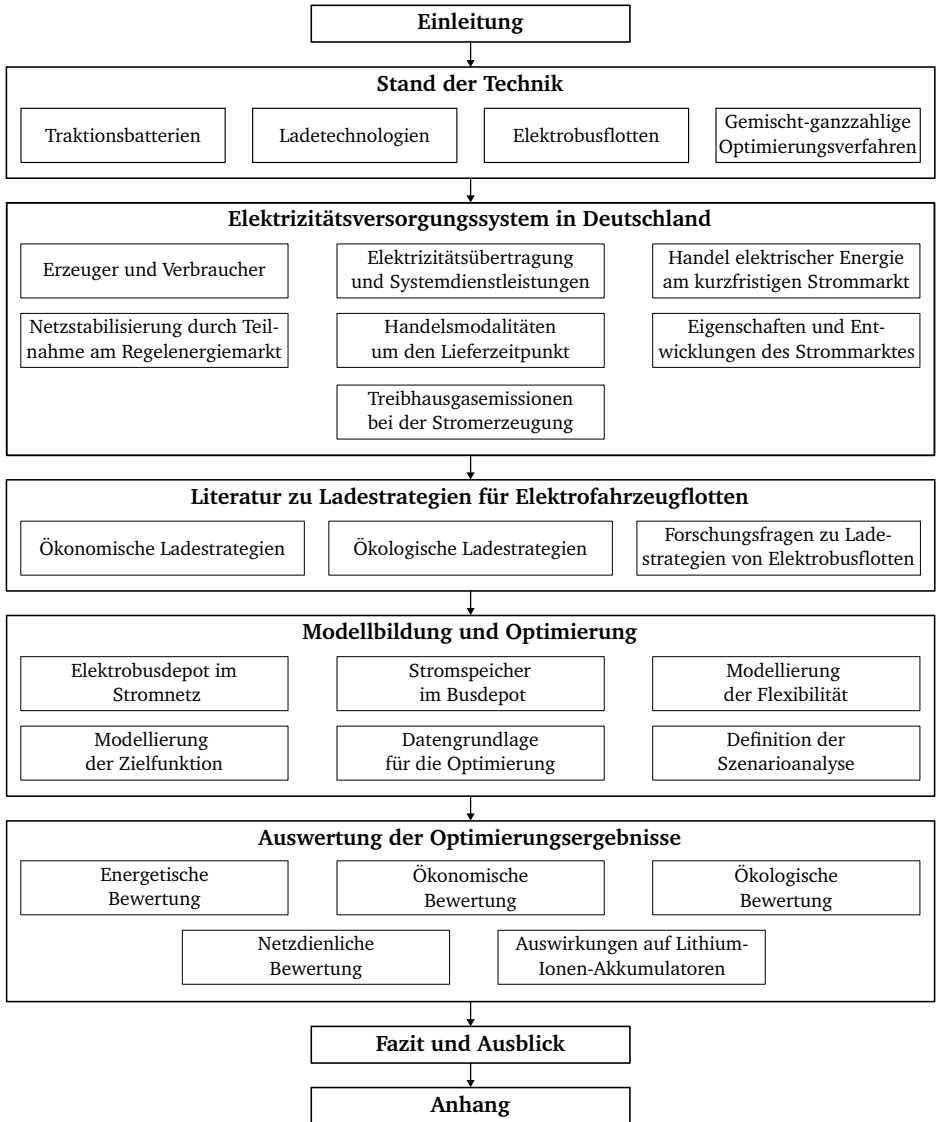 Einleitung
Stand der Technik
Traktionsbatterien
Ladetechnologien
Elektrobusflotten
Gemischt-ganzzahlige
Optimierungsverfahren
Elektrizitätsversorgungssystem in Deutschland
Erzeuger und Verbraucher
Elektrizitätsübertragung
und Systemdienstleistungen
Handel elektrischer Energie
am kurzfristigen Strommarkt
Netzstabilisierung durch Teil-
nahme am Regelenergiemarkt
Handelsmodalitäten
um den Lieferzeitpunkt
Eigenschaften und Ent-
wicklungen des Strommarktes
Treibhausgasemissionen
bei der Stromerzeugung
Literatur zu Ladestrategien für Elektrofahrzeugflotten
Ökonomische Ladestrategien
Ökologische Ladestrategien
Forschungsfragen zu Lade-
strategien von Elektrobusflotten
Modellbildung und Optimierung
Elektrobusdepot im
Stromnetz
Stromspeicher
im Busdepot
Modellierung
der Flexibilität
Modellierung
der Zielfunktion
Datengrundlage
für die Optimierung
Definition der
Szenarioanalyse
Auswertung der Optimierungsergebnisse
Energetische
Bewertung
Ökonomische
Bewertung
Ökologische
Bewertung
Netzdienliche
Bewertung
Auswirkungen auf Lithium-
Ionen-Akkumulatoren
Fazit und Ausblick
Anhang